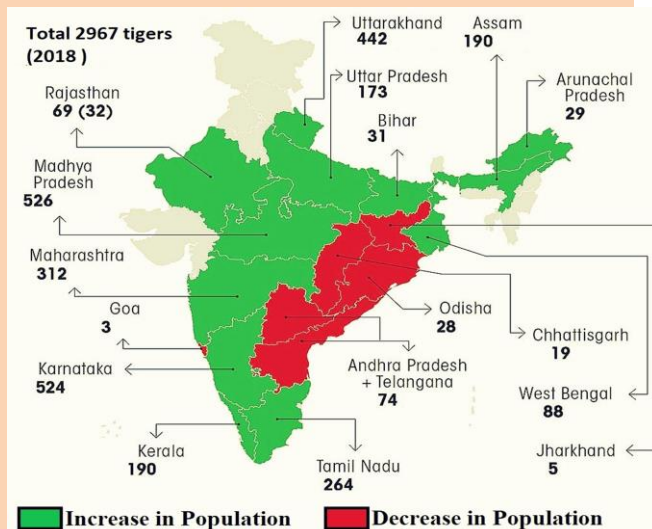 Total 2967 tigers
(2018)
Uttarakhand
442
Assam
190
Rajasthan
69 (32)
Uttar Pradesh
173
Arunachal
Pradesh
29
Bihar
31
Madhya
Pradesh
526
Maharashtra
312
Goa
3
Odisha
28
Chhattisgarh
19
Karnataka
524
Andhra Pradesh
+ Telangana
74
West Bengal
88
Kerala
190
Tamil Nadu
264
Jharkhand
5
Increase in Population
Decrease in Population